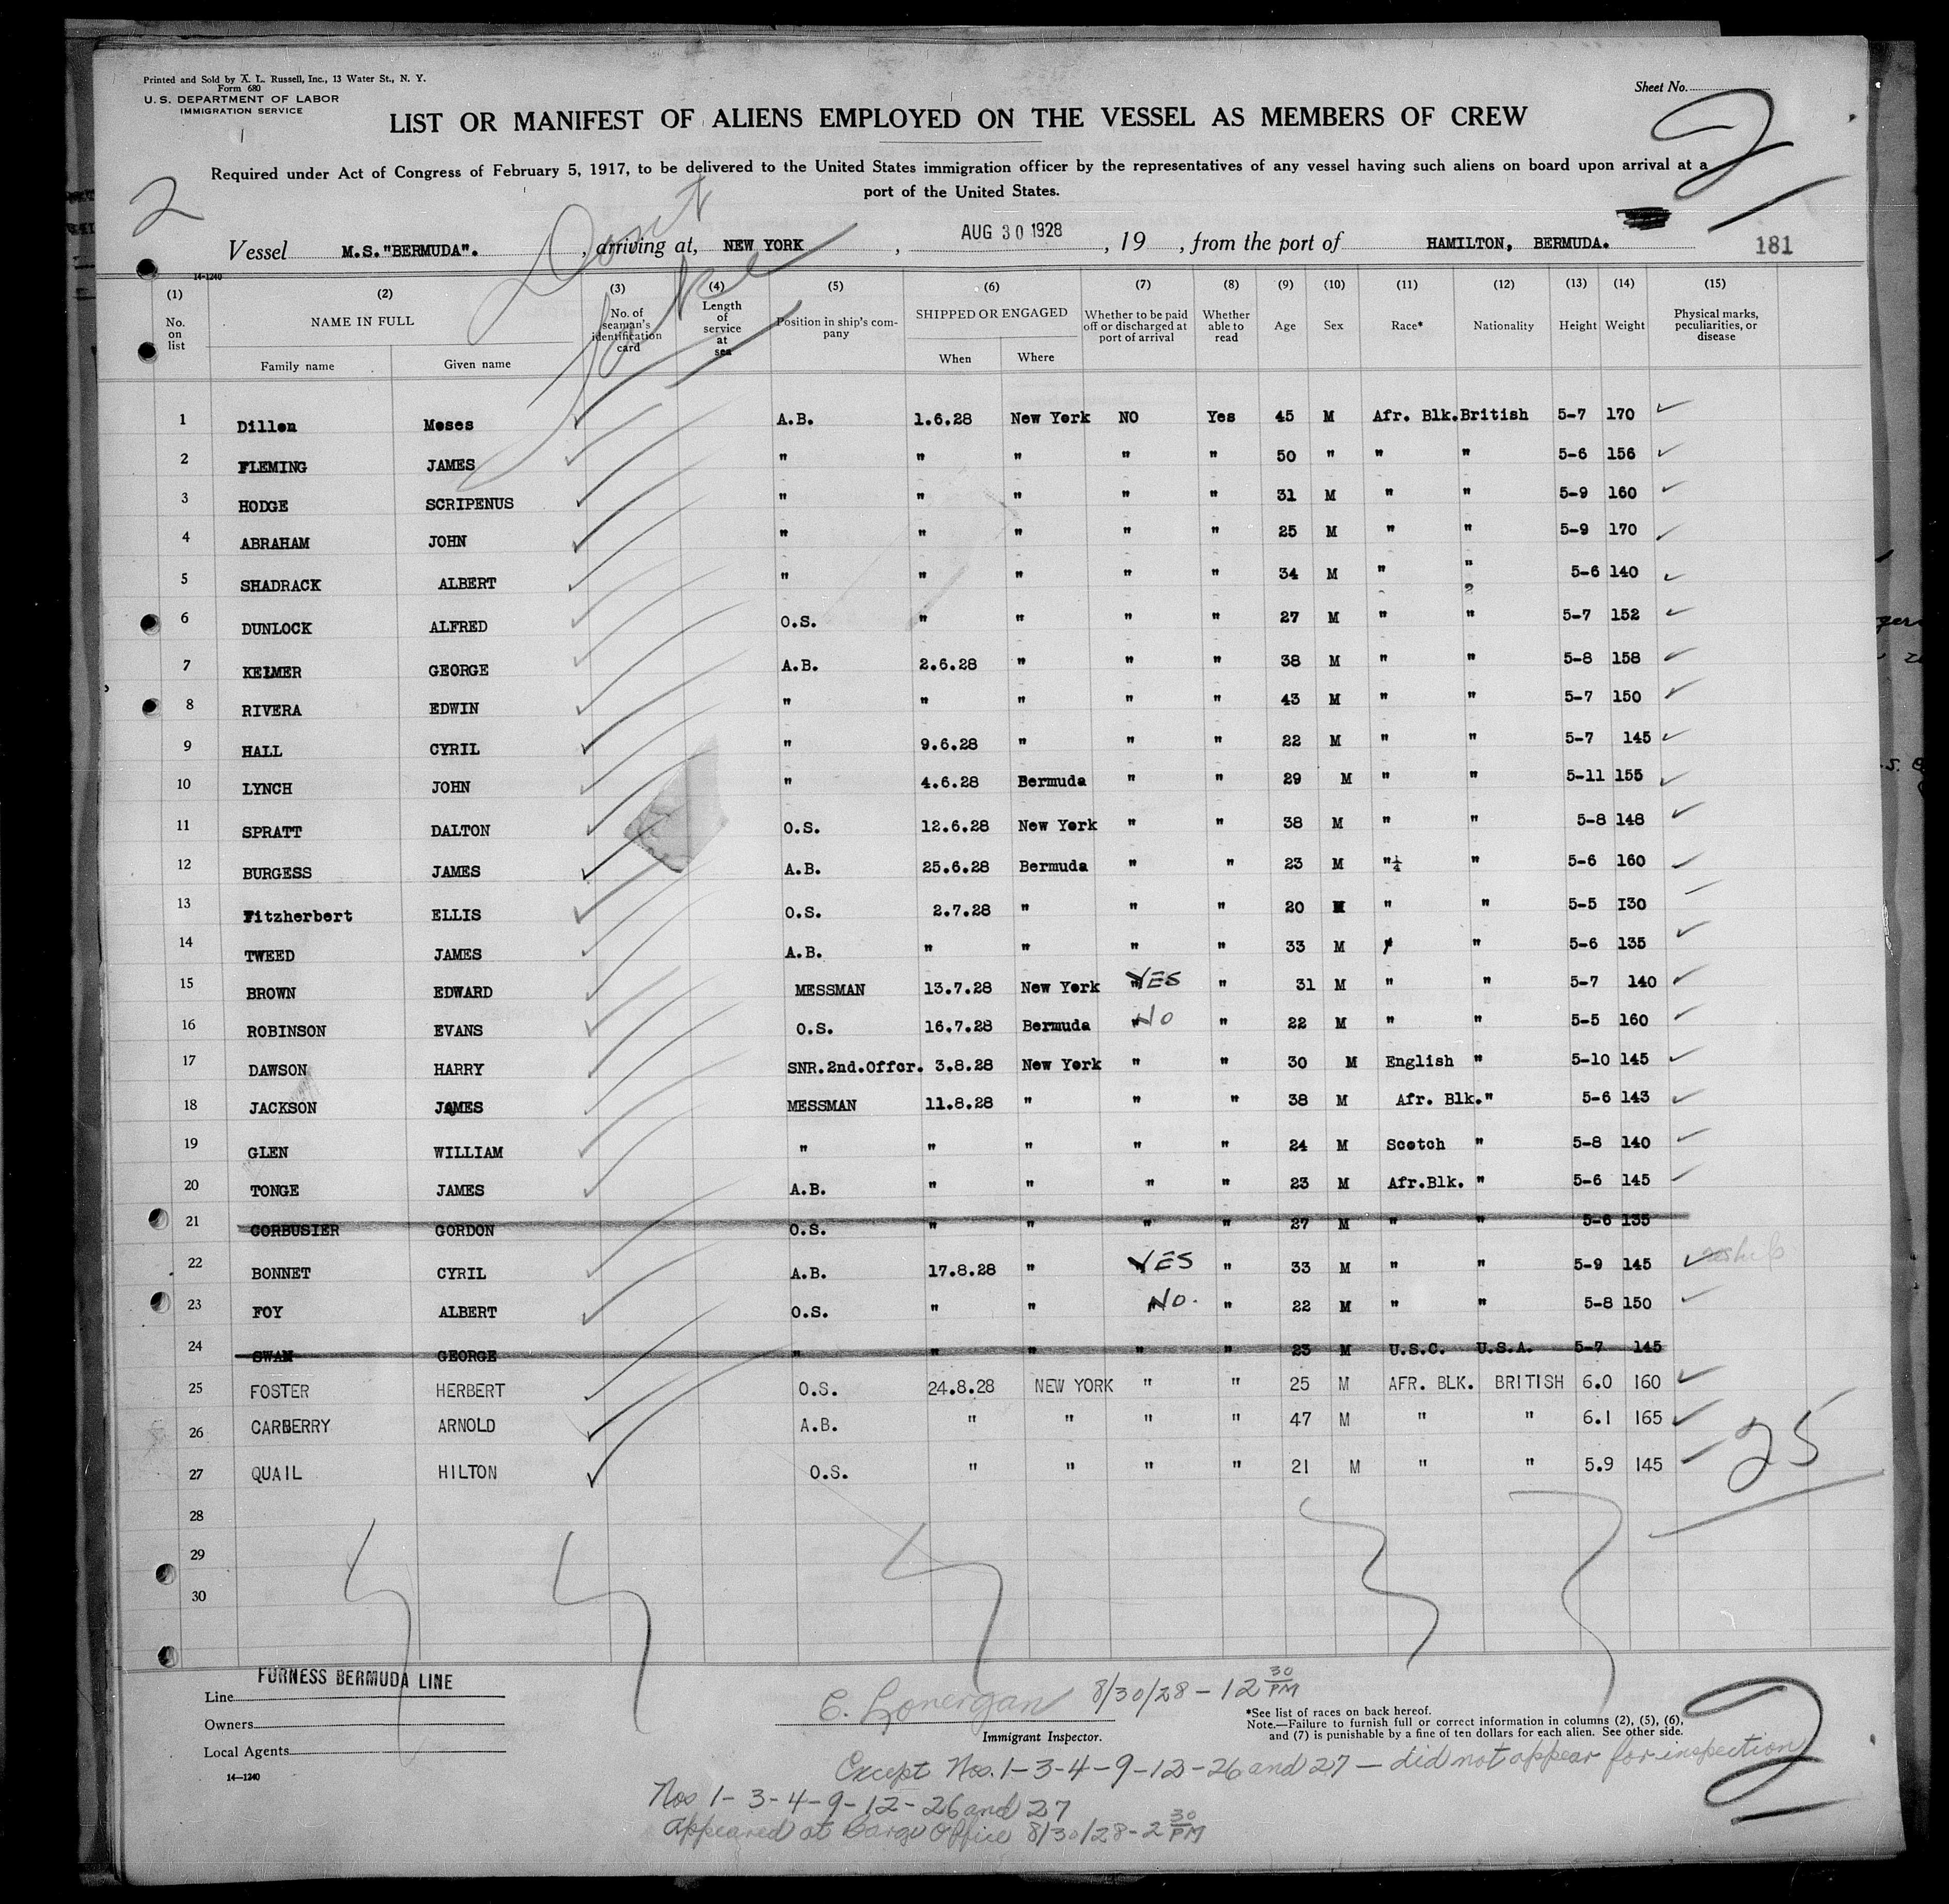 Printed and Sold by A. L. Russell, Inc., 13 Water St., N. Y.
Form 680
U. S. DEPARTMENT OF LABOR
IMMIGRATION SERVICE
Sheet No.
2
LIST OR MANIFEST OF ALIENS EMPLOYED ON THE VESSEL AS MEMBERS OF CREW
Required under Act of Congress of February 5, 1917, to be delivered to the United States immigration officer by the representatives of any vessel having such aliens on board upon arrival at a
port of the United States.
2
Vessel M.S."BERMUDA". , arriving at, NEW YORK , AUG 30 1928 , 19 , from the port of HAMILTON, BERMUDA. 181
Don't
14-1240
(1) (2) (3) (4) (5) (6) (7) (8) (9) (10) (11) (12) (13) (14) (15)
No. on list NAME IN FULL Family name Given name No. of seaman's identification card Length of service at sea Position in ship's company SHIPPED OR ENGAGED When Where Whether to be paid off or discharged at port of arrival Whether able to read Age Sex Race* Nationality Height Weight Physical marks, peculiarities, or disease
1 Dillon Moses A.B. 1.6.28 New York NO Yes 45 M Afr. Blk. British 5-7 170
2 FLEMING JAMES " " " " " 50 " " " 5-6 156
3 HODGE SCRIPENUS " " " " " 31 M " " 5-9 160
4 ABRAHAM JOHN " " " " " 25 M " " 5-9 170
5 SHADRACK ALBERT " " " " " 34 M " " 5-6 140
6 DUNLOCK ALFRED O.S. " " " " 27 M " " 5-7 152
7 KELMER GEORGE A.B. 2.6.28 " " " 38 M " " 5-8 158
8 RIVERA EDWIN " " " " " 43 M " " 5-7 150
9 HALL CYRIL " 9.6.28 " " " 22 M " " 5-7 145
10 LYNCH JOHN " 4.6.28 Bermuda " " 29 M " " 5-11 155
11 SPRATT DALTON O.S. 12.6.28 New York " " 38 M " " 5-8 148
12 BURGESS JAMES A.B. 25.6.28 Bermuda " " 23 M "¼ " 5-6 160
13 Fitzherbert ELLIS O.S. 2.7.28 " " " 20 M " " 5-5 I30
14 TWEED JAMES A.B. " " " " 33 M " " 5-6 135
15 BROWN EDWARD MESSMAN 13.7.28 New York YES " 31 M " " 5-7 140
16 ROBINSON EVANS O.S. 16.7.28 Bermuda No " 22 M " " 5-5 160
17 DAWSON HARRY SNR.2nd.Offcr. 3.8.28 New York " " 30 M English " 5-10 145
18 JACKSON JAMES MESSMAN 11.8.28 " " " 38 M Afr. Blk. " 5-6 143
19 GLEN WILLIAM " " " " " 24 M Scotch " 5-8 140
20 TONGE JAMES A.B. " " " " 23 M Afr.Blk. " 5-6 145
21 CORBUSIER GORDON O.S. " " " " 27 M " " 5-6 135
22 BONNET CYRIL A.B. 17.8.28 " YES " 33 M " " 5-9 145
23 FOY ALBERT O.S. " " No. " 22 M " " 5-8 150
24 SWAN GEORGE " " " " " 23 M U.S.C. U.S.A. 5-7 145
25 FOSTER HERBERT O.S. 24.8.28 NEW YORK " " 25 M AFR. BLK. BRITISH 6.0 160
26 CARBERRY ARNOLD A.B. " " " " 47 M " " 6.1 165
27 QUAIL HILTON O.S. " " " " 21 M " " 5.9 145
25
28
29
30
FURNESS BERMUDA LINE
Line
Owners
Local Agents
14—1240
E. Lonergan 8/30/28 - 12 30 PM
Immigrant Inspector.
*See list of races on back hereof.
Note.—Failure to furnish full or correct information in columns (2), (5), (6),
and (7) is punishable by a fine of ten dollars for each alien. See other side.
2
Except Nos. 1-3-4-9-12-26 and 27 — did not appear for inspection
Nos 1-3-4-9-12-26 and 27
appeared at Barge Office 8/30/28 - 2 30 PM